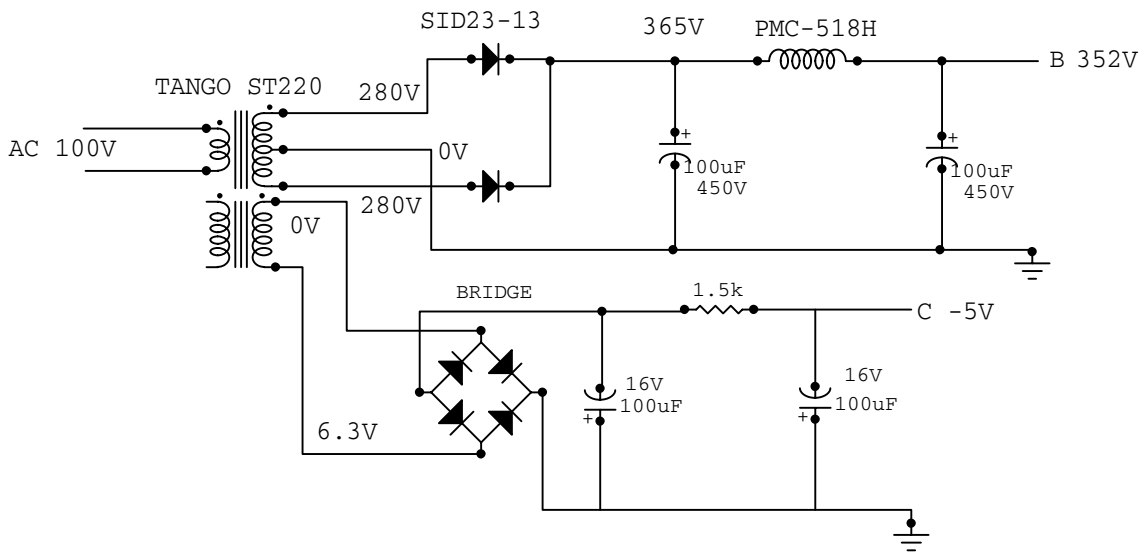 SID23-13
365V
PMC-518H
B 352V
TANGO ST220
280V
AC 100V
0V
+
100uF
450V
+
100uF
450V
280V
0V
BRIDGE
1.5k
C -5V
16V
100uF
+
16V
100uF
+
6.3V